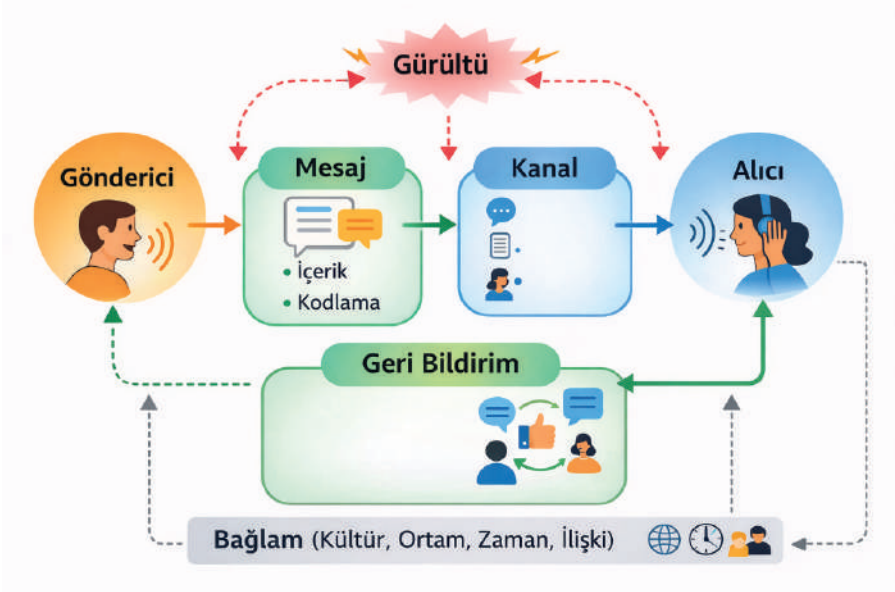 Gürültü
Gönderici
Mesaj
• İçerik
• Kodlama
Kanal
Alıcı
Geri Bildirim
Bağlam (Kültür, Ortam, Zaman, İlişki)